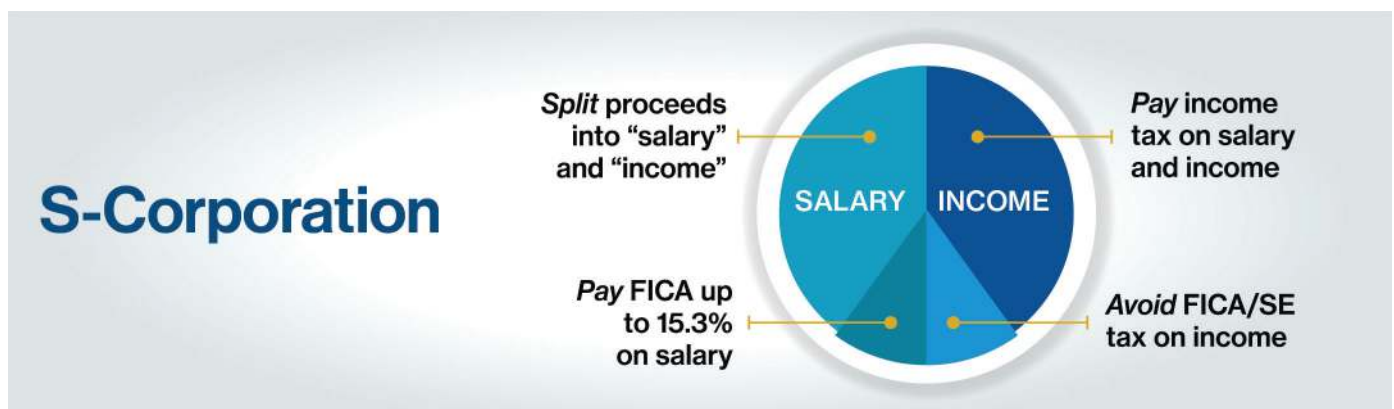 S-Corporation
Split proceeds
into “salary”
and “income”
Pay FICA up
to 15.3%
on salary
SALARY
INCOME
Pay income
tax on salary
and income
Avoid FICA/SE
tax on income